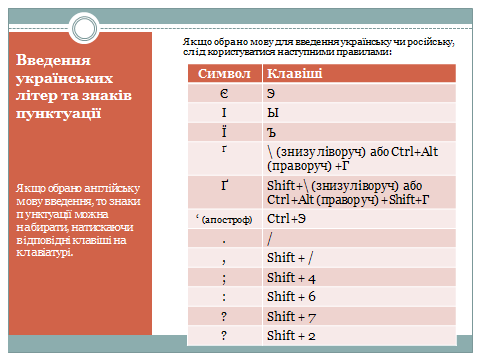 Введення
українських
літер та знаків
пунктуації
Якщо обрано англійську
мову введення, то знаки
пунктуації можна
набирати, натискаючи
відповідні клавіші на
клавіатурі.
Якщо обрано мову для введення українську чи російську,
слід користуватися наступними правилами:
Символ Клавіші
Є Э
І Ы
Ї Ъ
ґ \ (знизу ліворуч) або Ctrl+Alt
(праворуч) +Г
Ґ Shift+\ (знизу ліворуч) або
Ctrl+Alt (праворуч) +Shift+Г
‘ (апостроф) Ctrl+Э
. /
, Shift + /
; Shift + 4
: Shift + 6
? Shift + 7
? Shift + 2